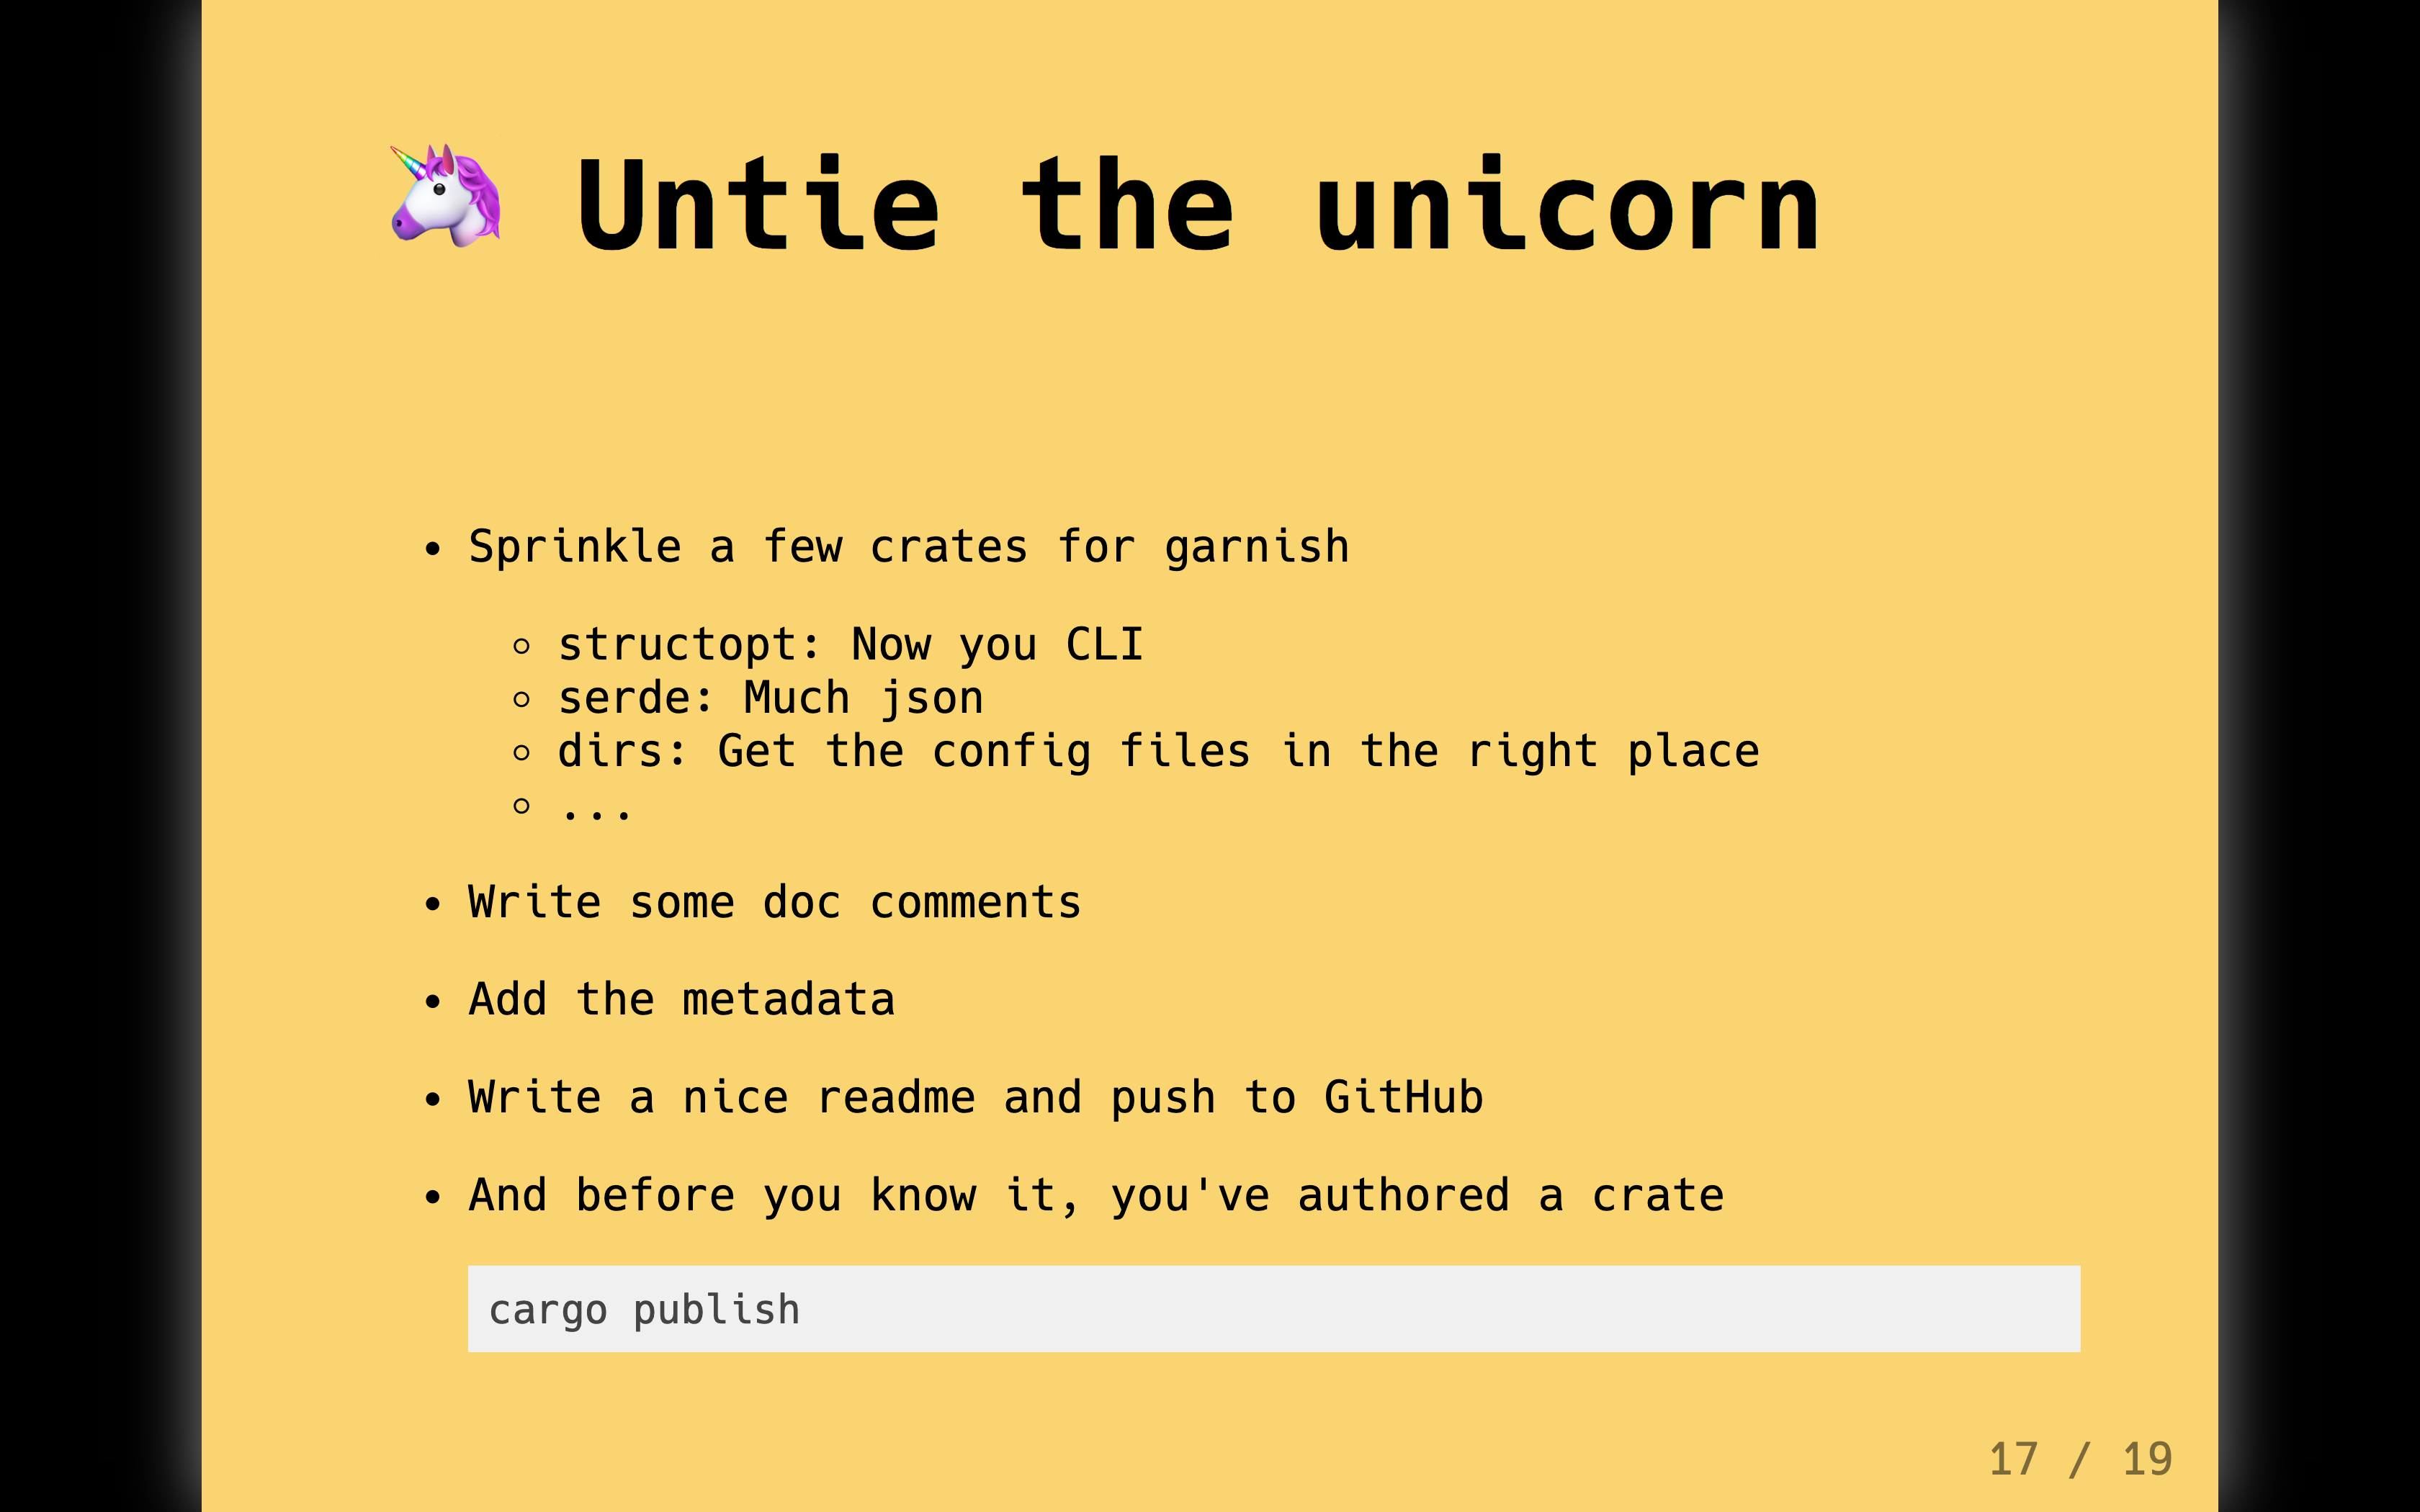 🦄 Untie the unicorn
• Sprinkle a few crates for garnish
◦ structopt: Now you CLI
◦ serde: Much json
◦ dirs: Get the config files in the right place
◦ ...
• Write some doc comments
• Add the metadata
• Write a nice readme and push to GitHub
• And before you know it, you've authored a crate
cargo publish
17 / 19